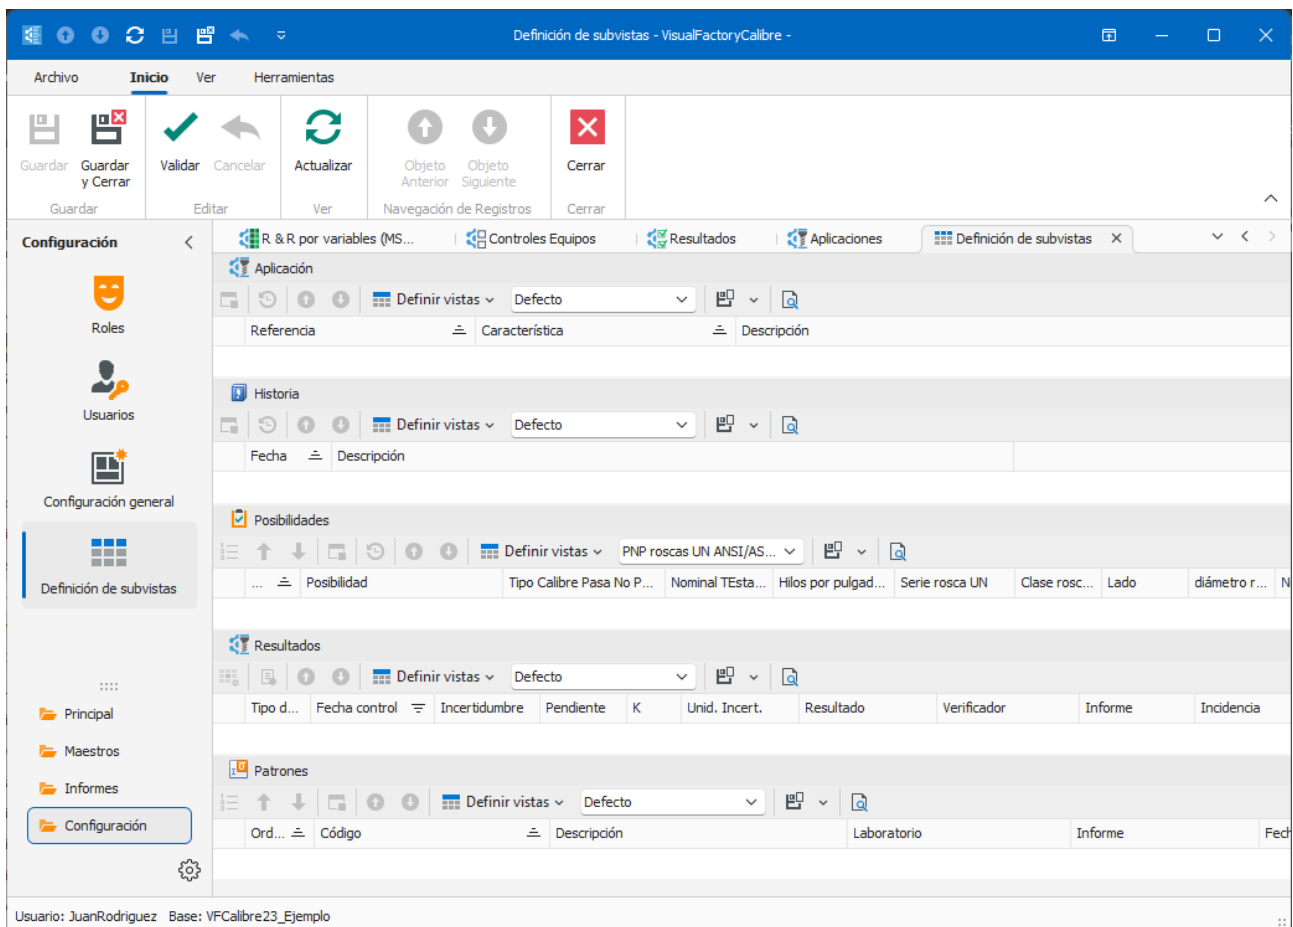 Definición de subvistas - VisualFactoryCalibre -
Archivo Inicio Ver Herramientas
Guardar Guardar y Cerrar Validar Cancelar Actualizar Objeto Anterior Objeto Siguiente Cerrar
Guardar Editar Ver Navegación de Registros Cerrar
Configuración
R & R por variables (MS... Controles Equipos Resultados Aplicaciones Definición de subvistas
Roles
Usuarios
Configuración general
Definición de subvistas
Principal
Maestros
Informes
Configuración
Aplicación
Definir vistas Defecto
Referencia Característica Descripción
Historia
Definir vistas Defecto
Fecha Descripción
Posibilidades
Definir vistas PNP roscas UN ANSI/AS...
... Posibilidad Tipo Calibre Pasa No P... Nominal TEsta... Hilos por pulgad... Serie rosca UN Clase rosc... Lado diámetro r... N
Resultados
Definir vistas Defecto
Tipo d... Fecha control Incertidumbre Pendiente K Unid. Incert. Resultado Verificador Informe Incidencia
Patrones
Definir vistas Defecto
Ord... Código Descripción Laboratorio Informe Fech
Usuario: JuanRodriguez Base: VFCalibre23_Ejemplo